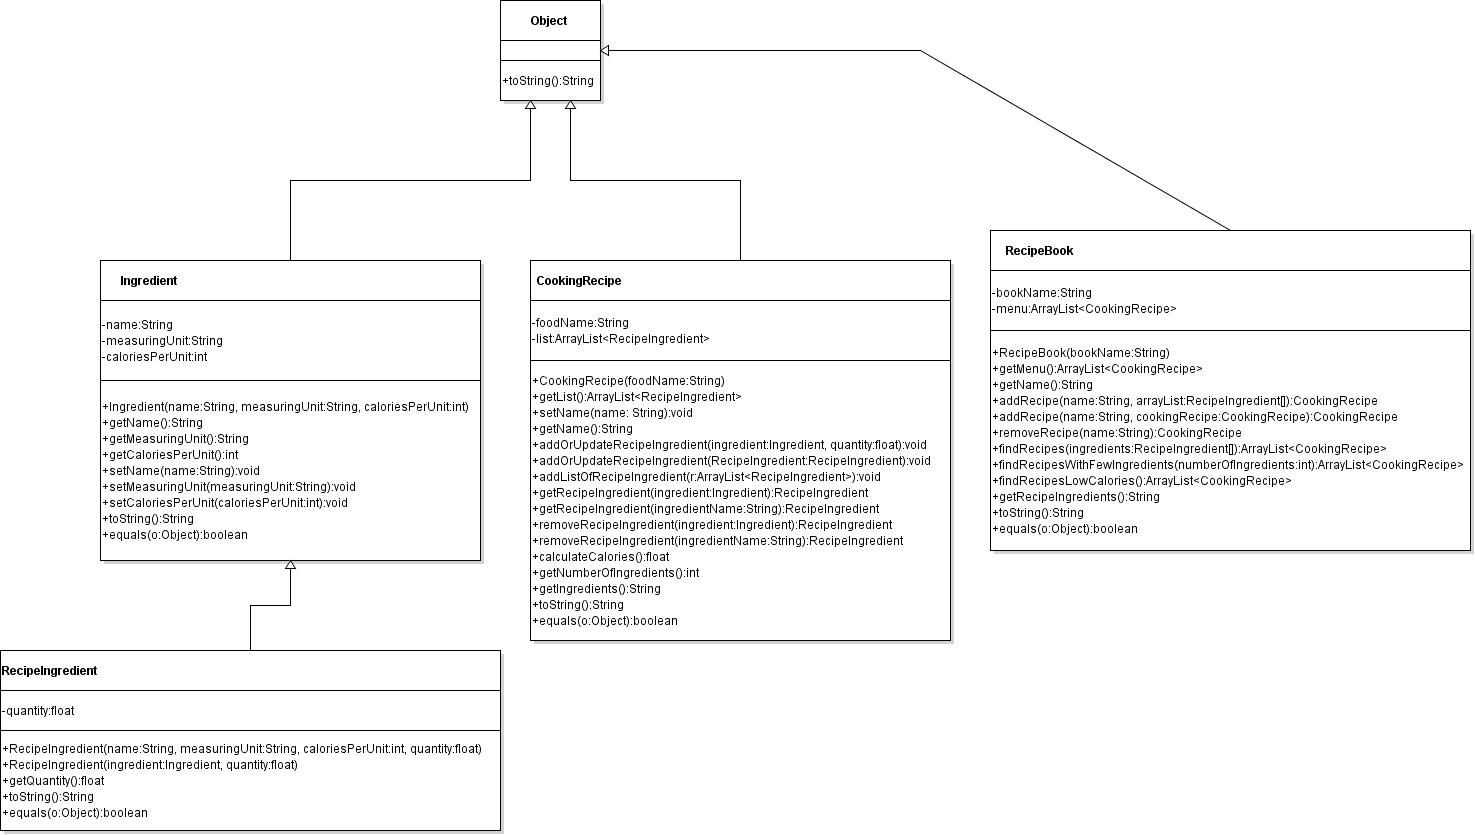 Object
+toString():String
Ingredient
-name:String
-measuringUnit:String
-caloriesPerUnit:int
+Ingredient(name:String, measuringUnit:String, caloriesPerUnit:int)
+getName():String
+getMeasuringUnit():String
+getCaloriesPerUnit():int
+setName(name:String):void
+setMeasuringUnit(measuringUnit:String):void
+setCaloriesPerUnit(caloriesPerUnit:int):void
+toString():String
+equals(o:Object):boolean
CookingRecipe
-foodName:String
-list:ArrayList<RecipeIngredient>
+CookingRecipe(foodName:String)
+getList():ArrayList<RecipeIngredient>
+setName(name: String):void
+getName():String
+addOrUpdateRecipeIngredient(ingredient:Ingredient, quantity:float):void
+addOrUpdateRecipeIngredient(RecipeIngredient:RecipeIngredient):void
+addListOfRecipeIngredient(r:ArrayList<RecipeIngredient>):void
+getRecipeIngredient(ingredient:Ingredient):RecipeIngredient
+getRecipeIngredient(ingredientName:String):RecipeIngredient
+removeRecipeIngredient(ingredient:Ingredient):RecipeIngredient
+removeRecipeIngredient(ingredientName:String):RecipeIngredient
+calculateCalories():float
+getNumberOfIngredients():int
+getIngredients():String
+toString():String
+equals(o:Object):boolean
RecipeBook
-bookName:String
-menu:ArrayList<CookingRecipe>
+RecipeBook(bookName:String)
+getMenu():ArrayList<CookingRecipe>
+getName():String
+addRecipe(name:String, arrayList:RecipeIngredient[]):CookingRecipe
+addRecipe(name:String, cookingRecipe:CookingRecipe):CookingRecipe
+removeRecipe(name:String):CookingRecipe
+findRecipes(ingredients:RecipeIngredient[]):ArrayList<CookingRecipe>
+findRecipesWithFewIngredients(numberOfIngredients:int):ArrayList<CookingRecipe>
+findRecipesLowCalories():ArrayList<CookingRecipe>
+getRecipeIngredients():String
+toString():String
+equals(o:Object):boolean
RecipeIngredient
-quantity:float
+RecipeIngredient(name:String, measuringUnit:String, caloriesPerUnit:int, quantity:float)
+RecipeIngredient(ingredient:Ingredient, quantity:float)
+getQuantity():float
+toString():String
+equals(o:Object):boolean